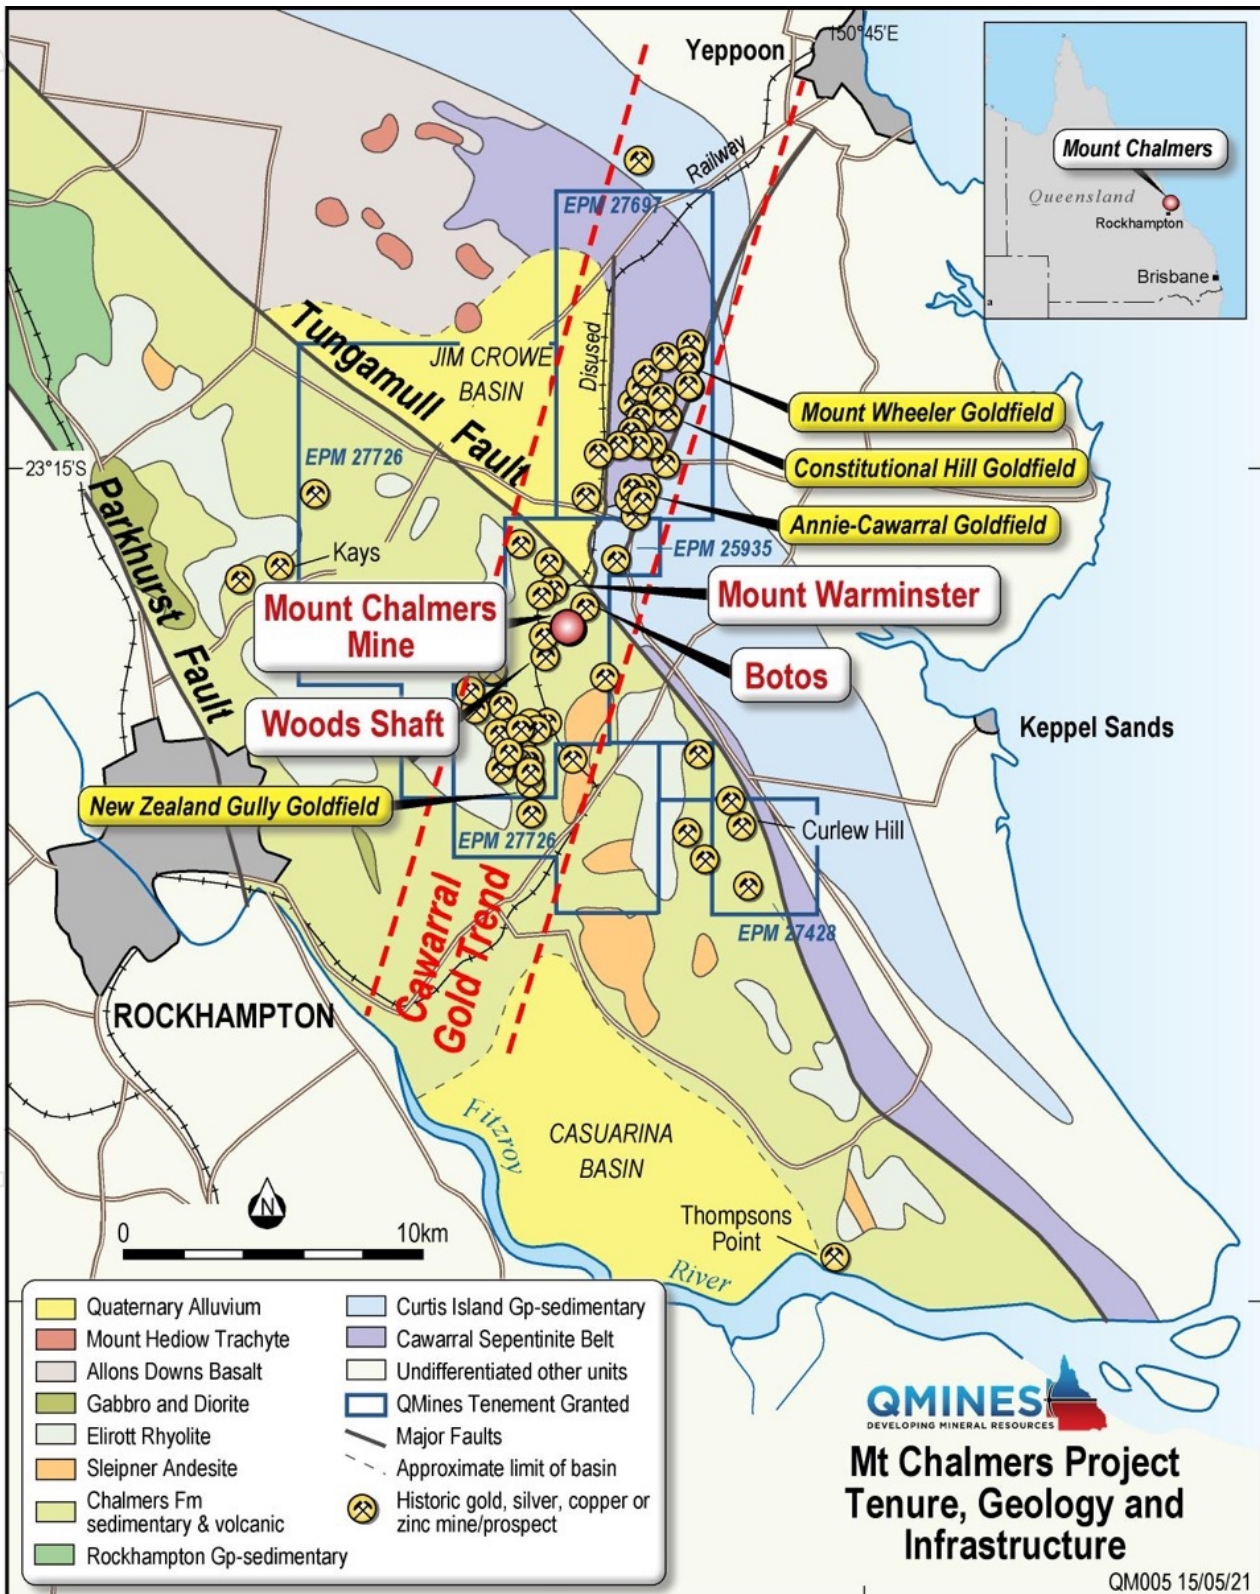 Yeppoon
150°45'E
Mount Chalmers
Queensland
Rockhampton
Brisbane
a
Railway
EPM 27697
Tungamull Fault
JIM CROWE
BASIN
Disused
Mount Wheeler Goldfield
EPM 27726
Constitutional Hill Goldfield
23°15'S
Parkhurst Fault
Annie-Cawarral Goldfield
EPM 25935
Kays
Mount Warminster
Mount Chalmers
Mine
Botos
Woods Shaft
Keppel Sands
New Zealand Gully Goldfield
Curlew Hill
EPM 27726
EPM 27428
Cawarral
Gold Trend
ROCKHAMPTON
Fitzroy
CASUARINA
BASIN
Thompsons
Point
River
N
0 10km
Quaternary Alluvium
Mount Hediow Trachyte
Allons Downs Basalt
Gabbro and Diorite
Elirott Rhyolite
Sleipner Andesite
Chalmers Fm
sedimentary & volcanic
Rockhampton Gp-sedimentary
Curtis Island Gp-sedimentary
Cawarral Sepentinite Belt
Undifferentiated other units
QMines Tenement Granted
Major Faults
Approximate limit of basin
Historic gold, silver, copper or
zinc mine/prospect
QMINES
DEVELOPING MINERAL RESOURCES
Mt Chalmers Project
Tenure, Geology and
Infrastructure
QM005 15/05/21